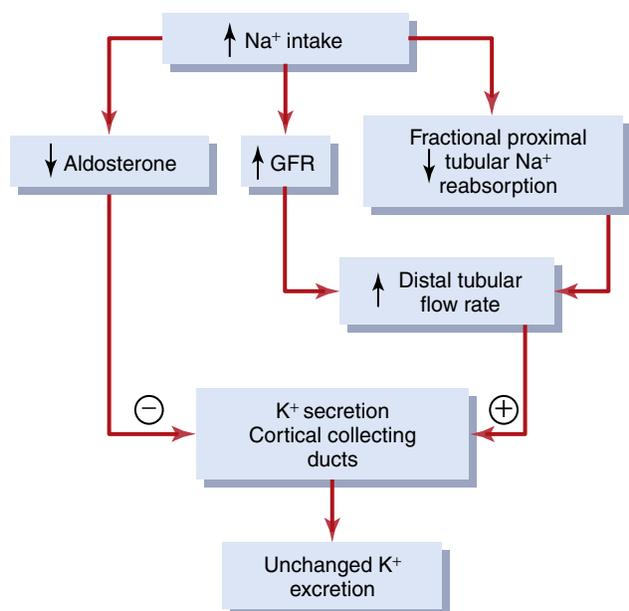 ↑ Na⁺ intake
↓ Aldosterone
↑ GFR
Fractional proximal
↓ tubular Na⁺
reabsorption
↑ Distal tubular
flow rate
−
+
K⁺ secretion
Cortical collecting
ducts
Unchanged K⁺
excretion